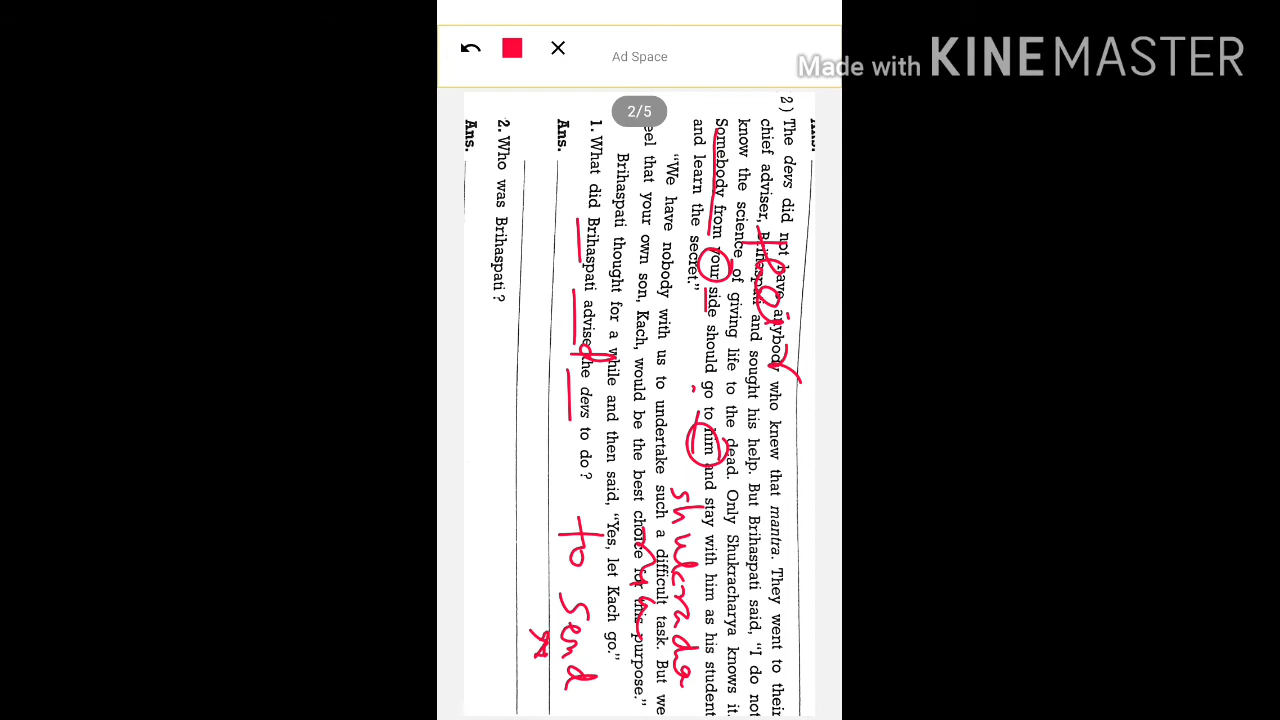 Ad Space
Made with KINEMASTER
2/5
2) The devs did not have anybody who knew that mantra. They went to their
chief adviser, Brihaspati and sought his help. But Brihaspati said, "I do not
know the science of giving life to the dead. Only Shukracharya knows it.
Somebody from your side should go to him and stay with him as his student
and learn the secret."
"We have nobody with us to undertake such a difficult task. But we
eel that your own son, Kach, would be the best choice for this purpose."
Brihaspati thought for a while and then said, "Yes, let Kach go."
1. What did Brihaspati advise the devs to do ?
Ans.
2. Who was Brihaspati ?
Ans.
their
to send